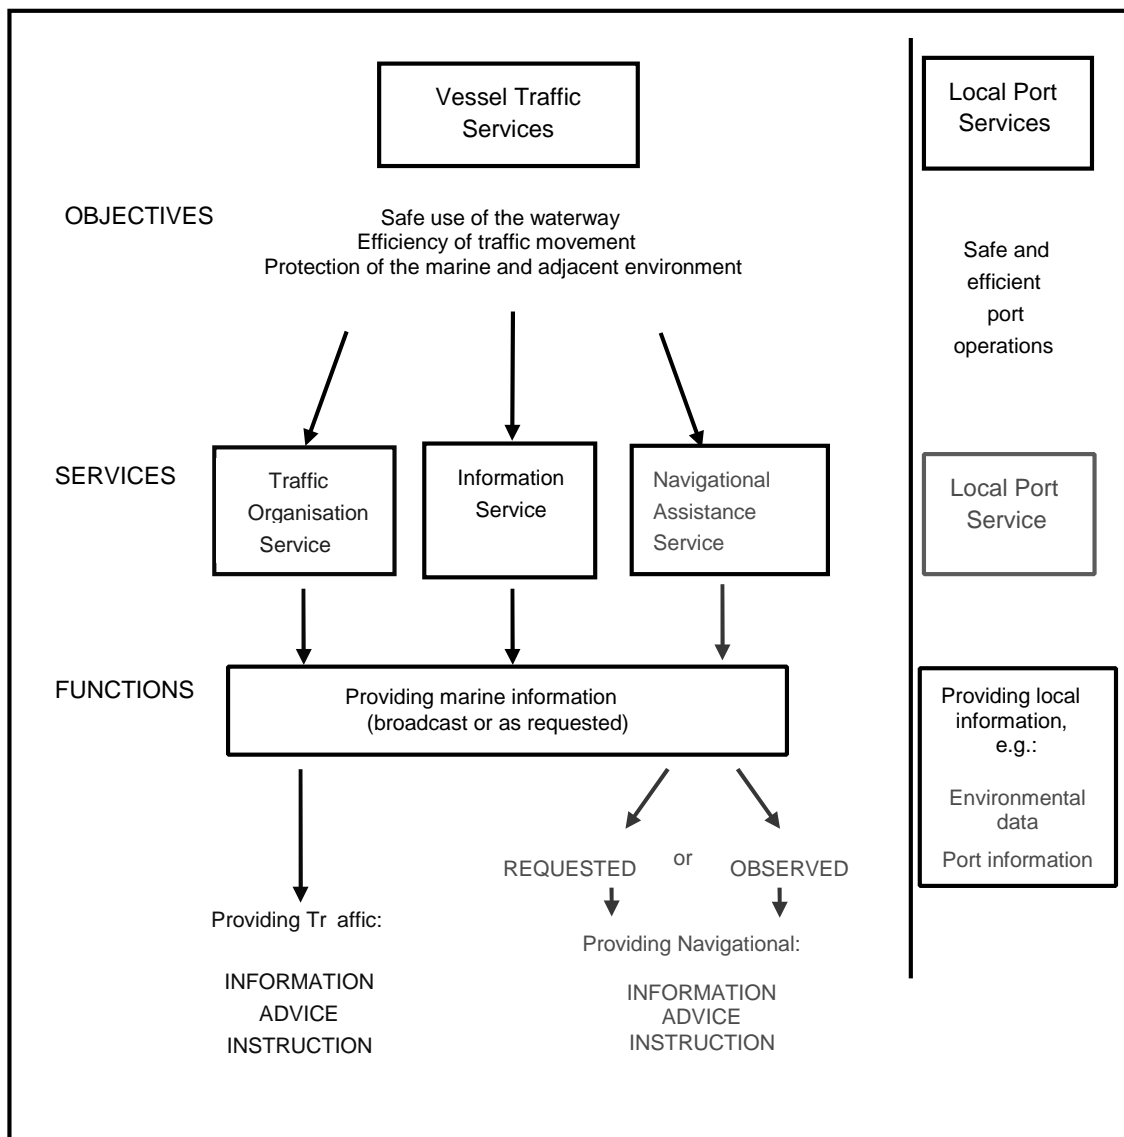 Vessel Traffic
Services
Local Port
Services
OBJECTIVES
Safe use of the waterway
Efficiency of traffic movement
Protection of the marine and adjacent environment
Safe and
efficient
port
operations
SERVICES
Traffic
Organisation
Service
Information
Service
Navigational
Assistance
Service
Local Port
Service
FUNCTIONS
Providing marine information
(broadcast or as requested)
Providing local
information,
e.g.:
Environmental
data
Port information
REQUESTED or OBSERVED
Providing Tr affic:
INFORMATION
ADVICE
INSTRUCTION
Providing Navigational:
INFORMATION
ADVICE
INSTRUCTION